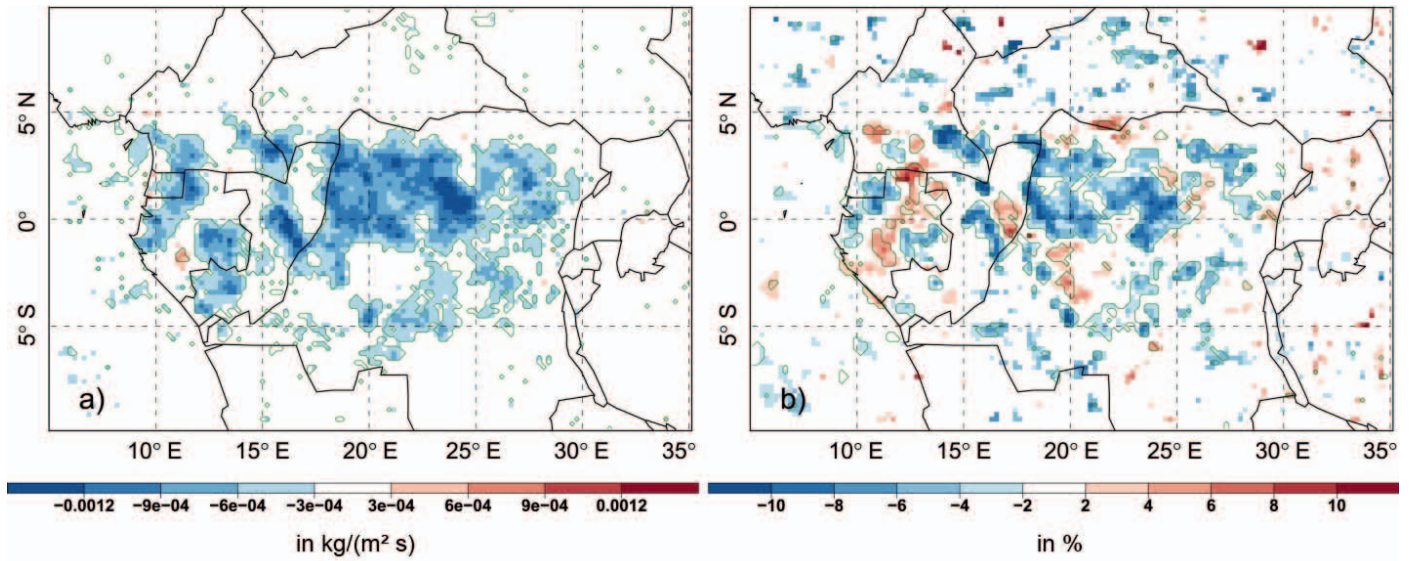 5° N
0°
5° S
a)
10° E
15° E
20° E
25° E
30° E
35°
−0.0012
−9e−04
−6e−04
−3e−04
3e−04
6e−04
9e−04
0.0012
in kg/(m² s)
5° N
0°
5° S
b)
10° E
15° E
20° E
25° E
30° E
35°
−10
−8
−6
−4
−2
2
4
6
8
10
in %